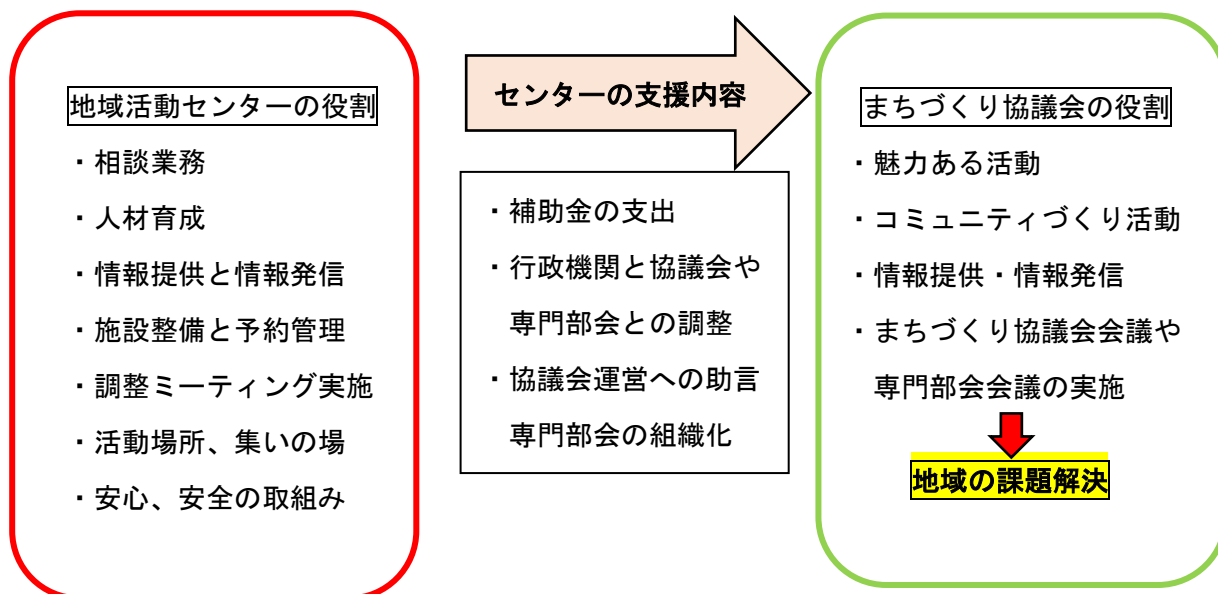 地域活動センターの役割
・相談業務
・人材育成
・情報提供と情報発信
・施設整備と予約管理
・調整ミーティング実施
・活動場所、集いの場
・安心、安全の取組み
センターの支援内容
・補助金の支出
・行政機関と協議会や
専門部会との調整
・協議会運営への助言
専門部会の組織化
まちづくり協議会の役割
・魅力ある活動
・コミュニティづくり活動
・情報提供・情報発信
・まちづくり協議会会議や
専門部会会議の実施
地域の課題解決